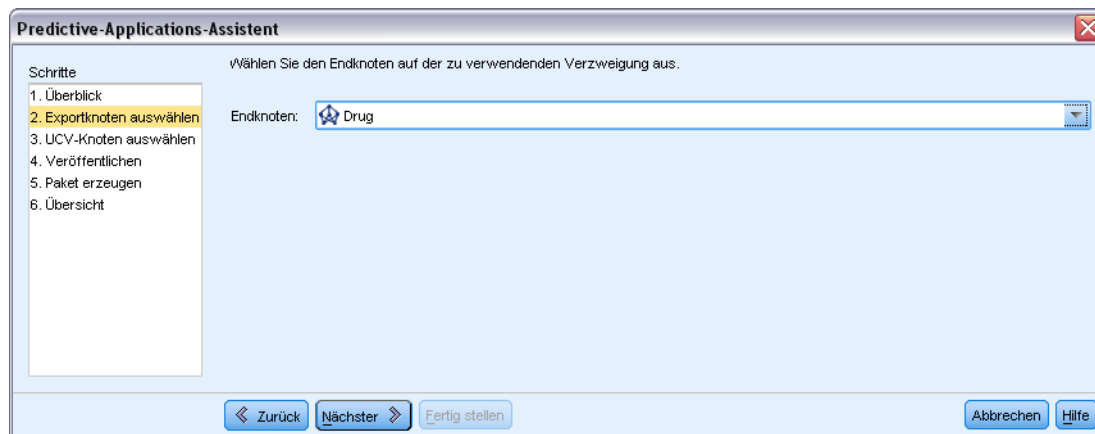 Predictive-Applications-Assistent
Schritte
1. Überblick
2. Exportknoten auswählen
3. UCV-Knoten auswählen
4. Veröffentlichen
5. Paket erzeugen
6. Übersicht
Wählen Sie den Endknoten auf der zu verwendenden Verzweigung aus.
Endknoten: Drug
Zurück Nächster Fertig stellen Abbrechen Hilfe